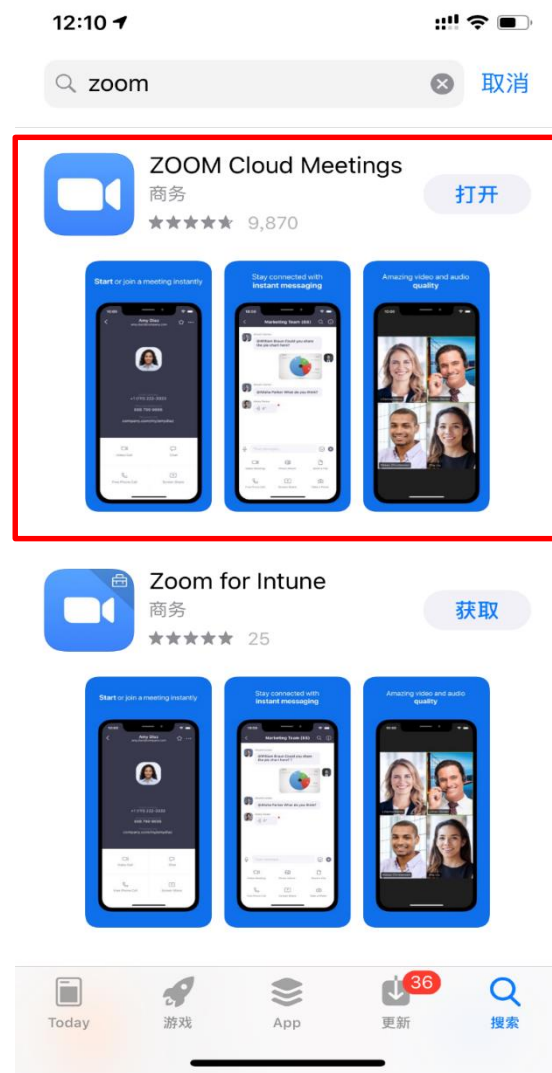 12:10
zoom
取消
ZOOM Cloud Meetings
商务
打开
9,870
Start or join a meeting instantly
Stay connected with
instant messaging
Amazing video and audio
quality
Marketing Team (68)
Zoom for Intune
商务
获取
25
Start or join a meeting instantly
Stay connected with
instant messaging
Amazing video and audio
quality
36
Today
游戏
App
更新
搜索